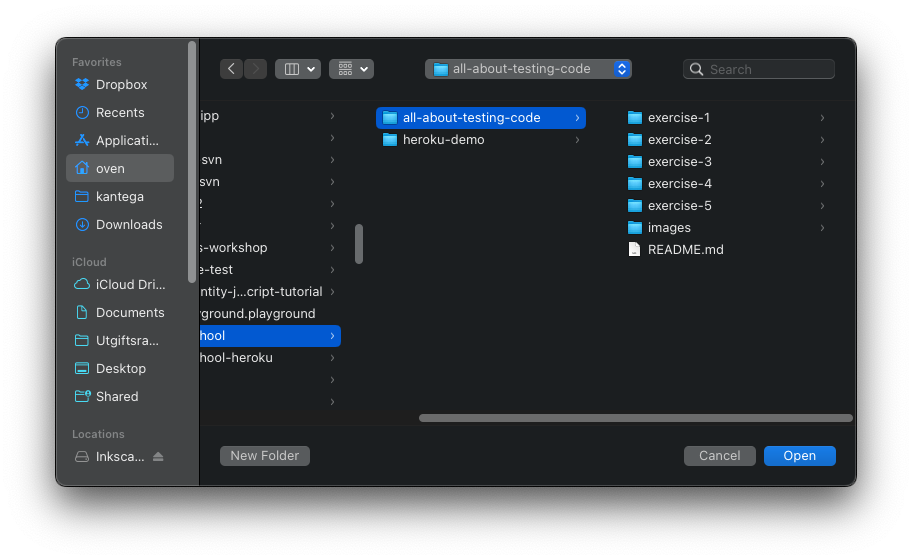 Favorites
Dropbox
Recents
Applicati...
oven
kantega
Downloads
iCloud
iCloud Dri...
Documents
Utgiftsra...
Desktop
Shared
Locations
Inksca...
all-about-testing-code
Search
ipp
svn
svn
2
s-workshop
e-test
ntity-j...cript-tutorial
ground.playground
hool
hool-heroku
all-about-testing-code
heroku-demo
exercise-1
exercise-2
exercise-3
exercise-4
exercise-5
images
README.md
New Folder
Cancel
Open